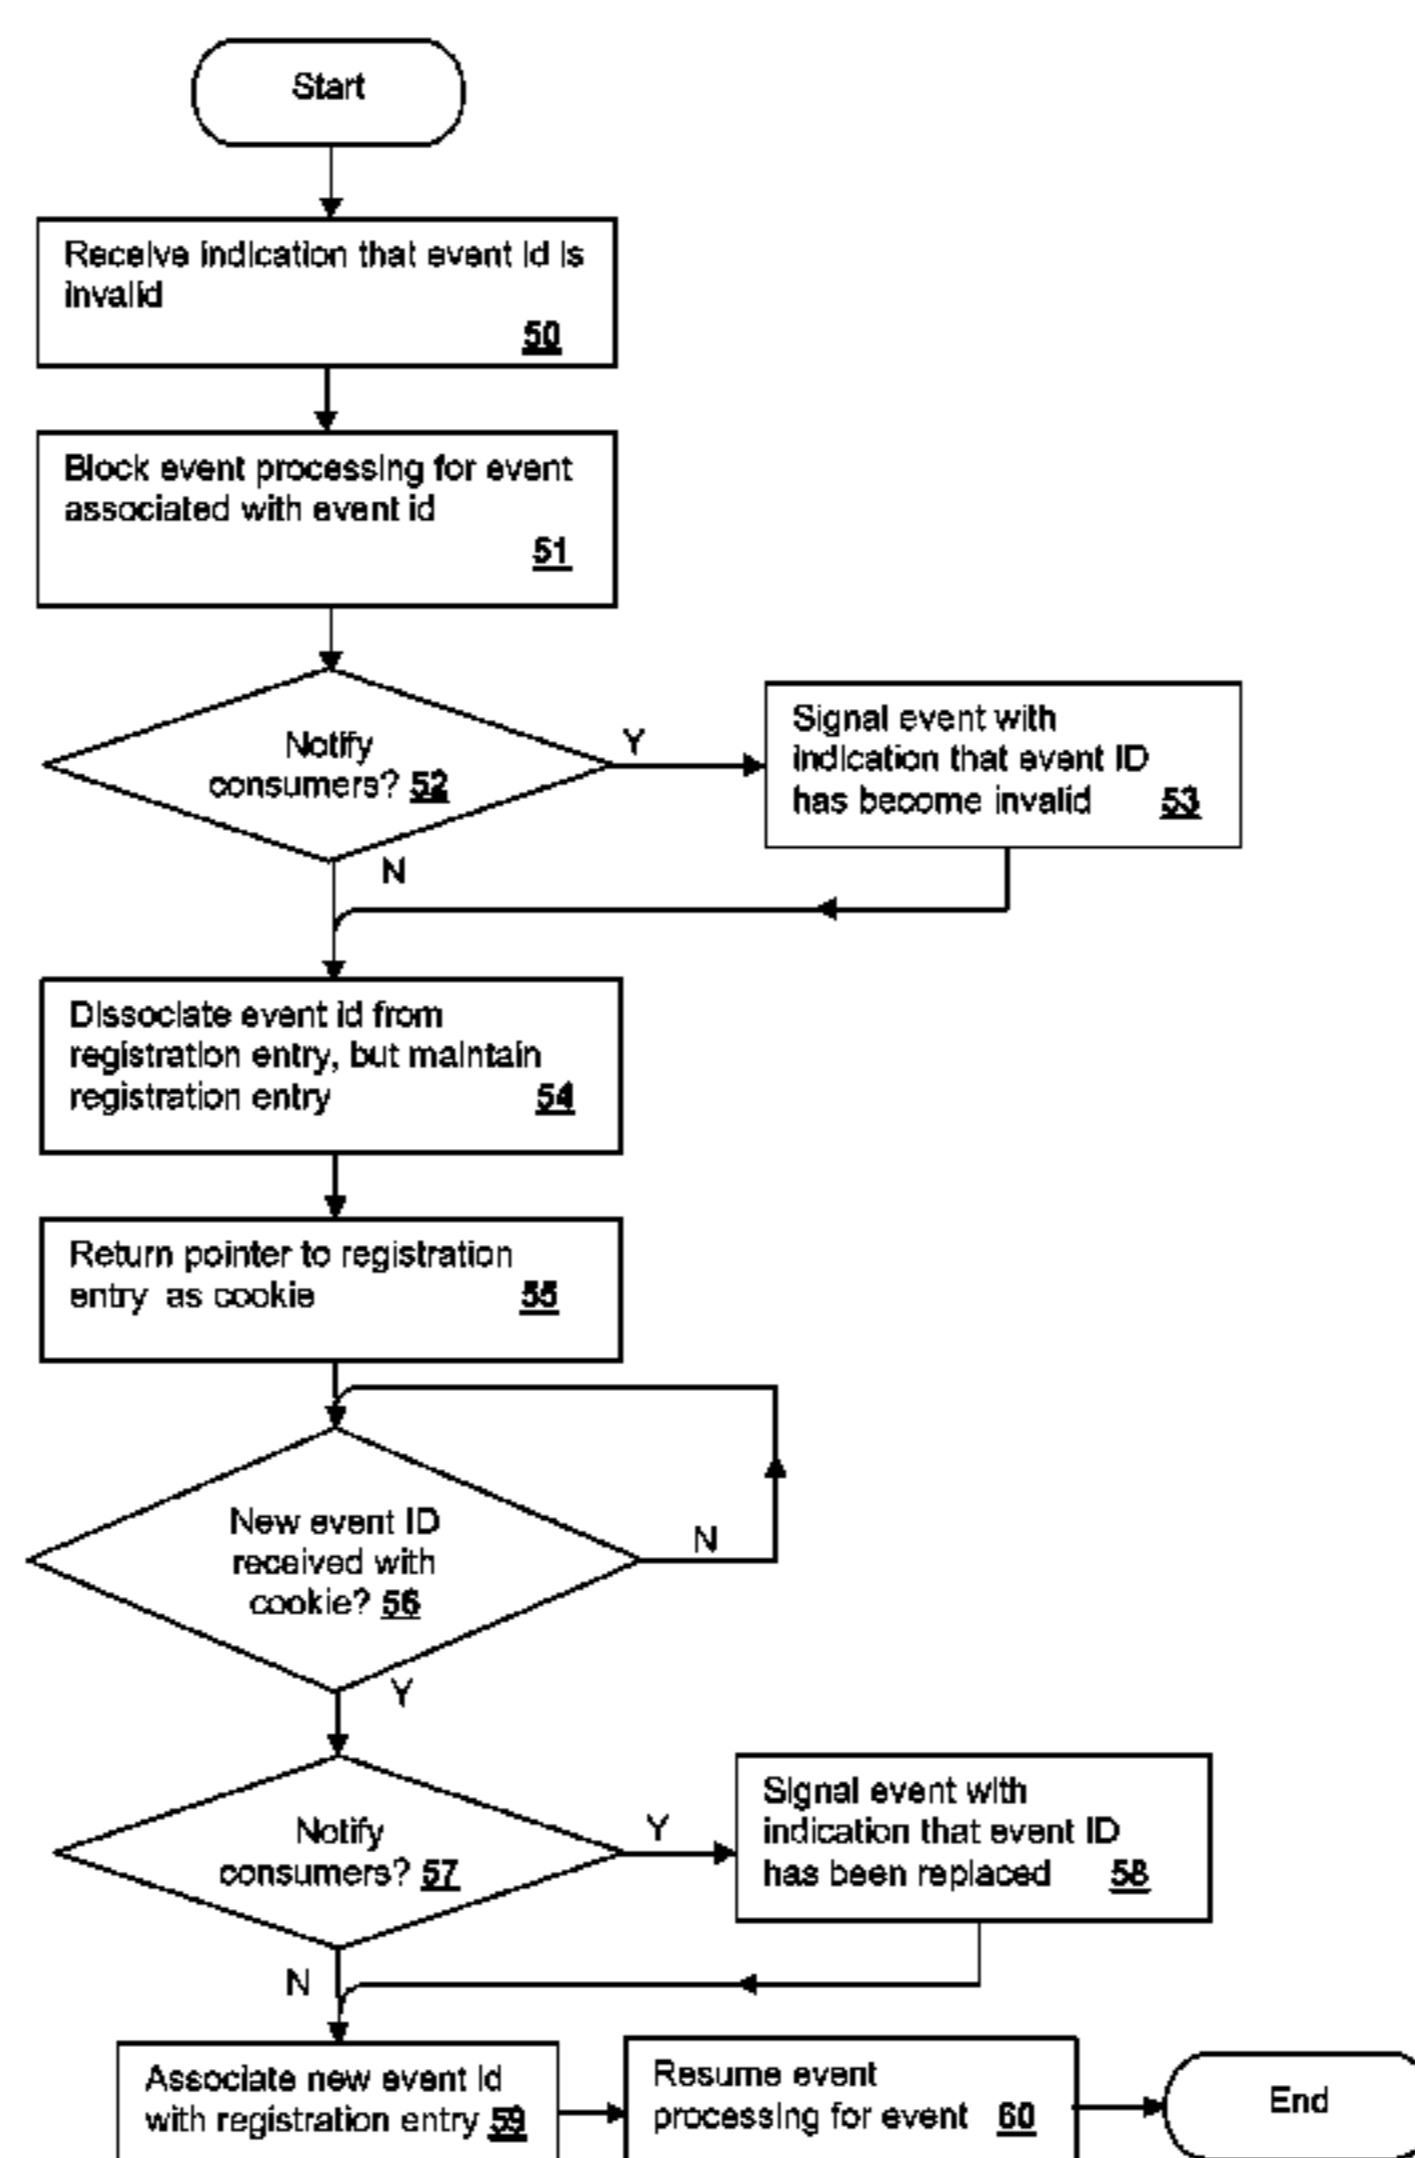 Start
Receive indication that event id is
invalid
50
Block event processing for event
associated with event id
51
Notify
consumers? 52
Y
N
Signal event with
indication that event ID
has become invalid 53
Dissociate event id from
registration entry, but maintain
registration entry 54
Return pointer to registration
entry as cookie 55
New event ID
received with
cookie? 56
N
Y
Notify
consumers? 57
Y
N
Signal event with
indication that event ID
has been replaced 58
Associate new event id
with registration entry 59
Resume event
processing for event 60
End